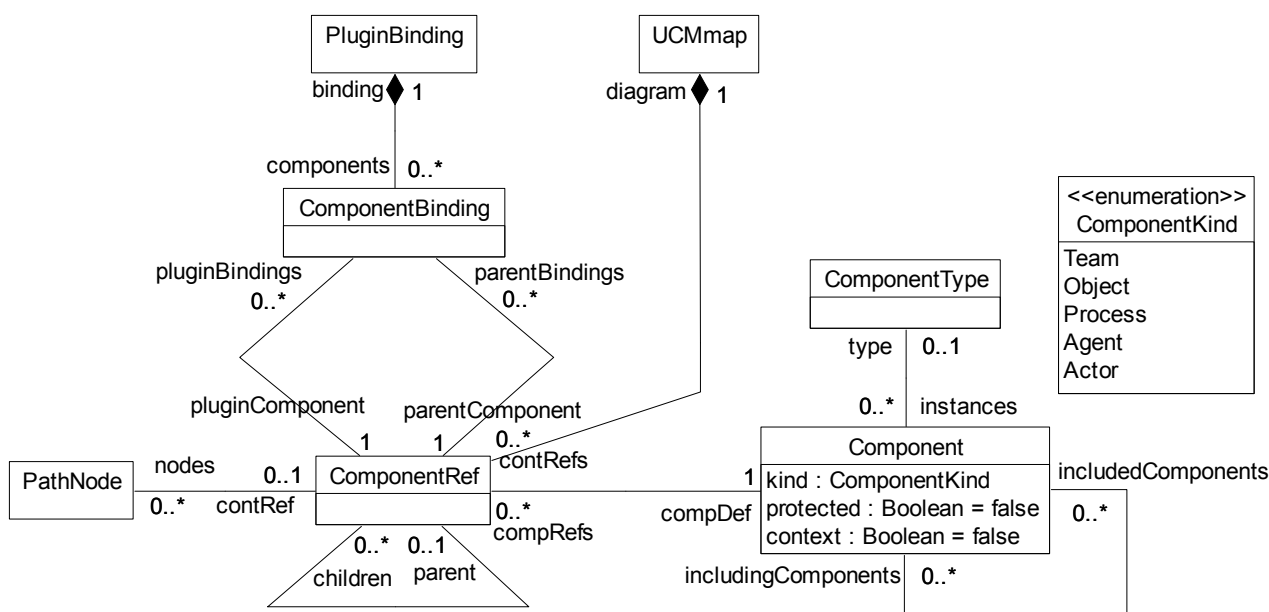 PluginBinding
UCMmap
binding 1
diagram 1
components 0..*
<<enumeration>>
ComponentKind
Team
Object
Process
Agent
Actor
ComponentBinding
pluginBindings
0..*
parentBindings
0..*
ComponentType
type 0..1
0..* instances
pluginComponent
1
parentComponent
1
0..*
contRefs
PathNode
nodes
0..*
0..1
contRef
ComponentRef
0..*
compRefs
1
compDef
Component
kind : ComponentKind
protected : Boolean = false
context : Boolean = false
includedComponents
0..*
0..*
children
0..1
parent
includingComponents 0..*